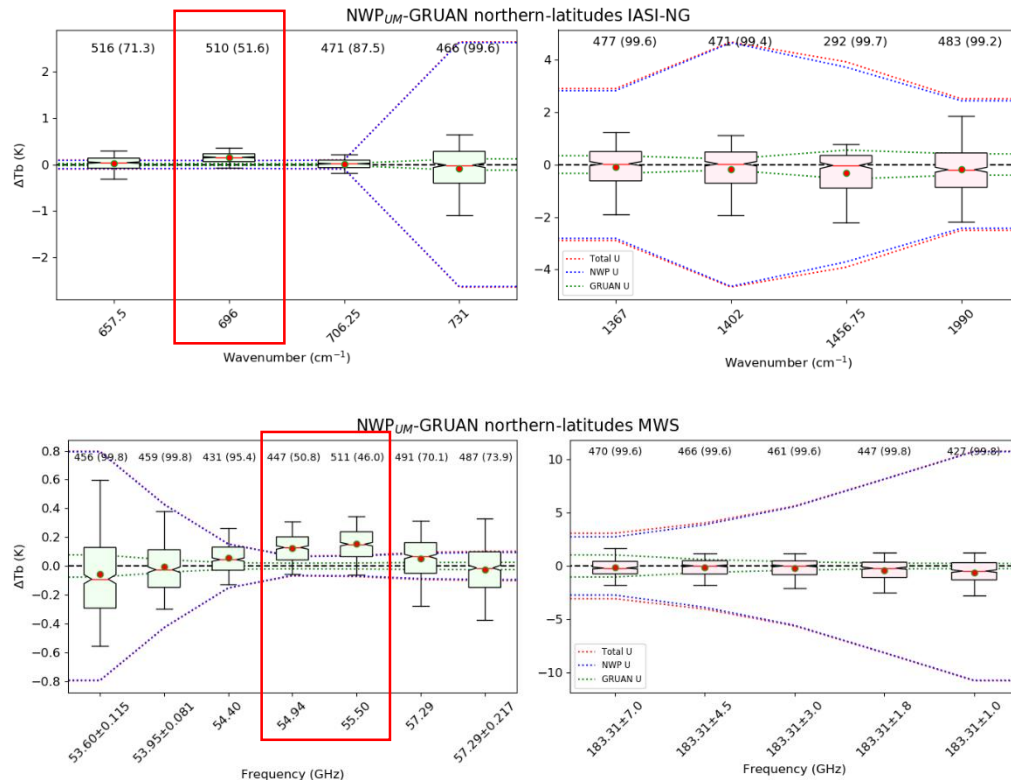 NWPUM-GRUAN northern-latitudes IASI-NG
516 (71.3) 510 (51.6) 471 (87.5) 466 (99.6)
ΔTb (K)
2
1
0
−1
−2
657.5 696 706.25 731
Wavenumber (cm−1)
477 (99.6) 471 (99.4) 292 (99.7) 483 (99.2)
4
2
0
−2
−4
Total U
NWP U
GRUAN U
1367 1402 1456.75 1990
Wavenumber (cm−1)
NWPUM-GRUAN northern-latitudes MWS
456 (99.8) 459 (99.8) 431 (95.4) 447 (50.8) 511 (46.0) 491 (70.1) 487 (73.9)
ΔTb (K)
0.8
0.6
0.4
0.2
0.0
−0.2
−0.4
−0.6
−0.8
53.60±0.115 53.95±0.081 54.40 54.94 55.50 57.29 57.29±0.217
Frequency (GHz)
470 (99.6) 466 (99.6) 461 (99.6) 447 (99.8) 427 (99.8)
10
5
0
−5
−10
Total U
NWP U
GRUAN U
183.31±7.0 183.31±4.5 183.31±3.0 183.31±1.8 183.31±1.0
Frequency (GHz)